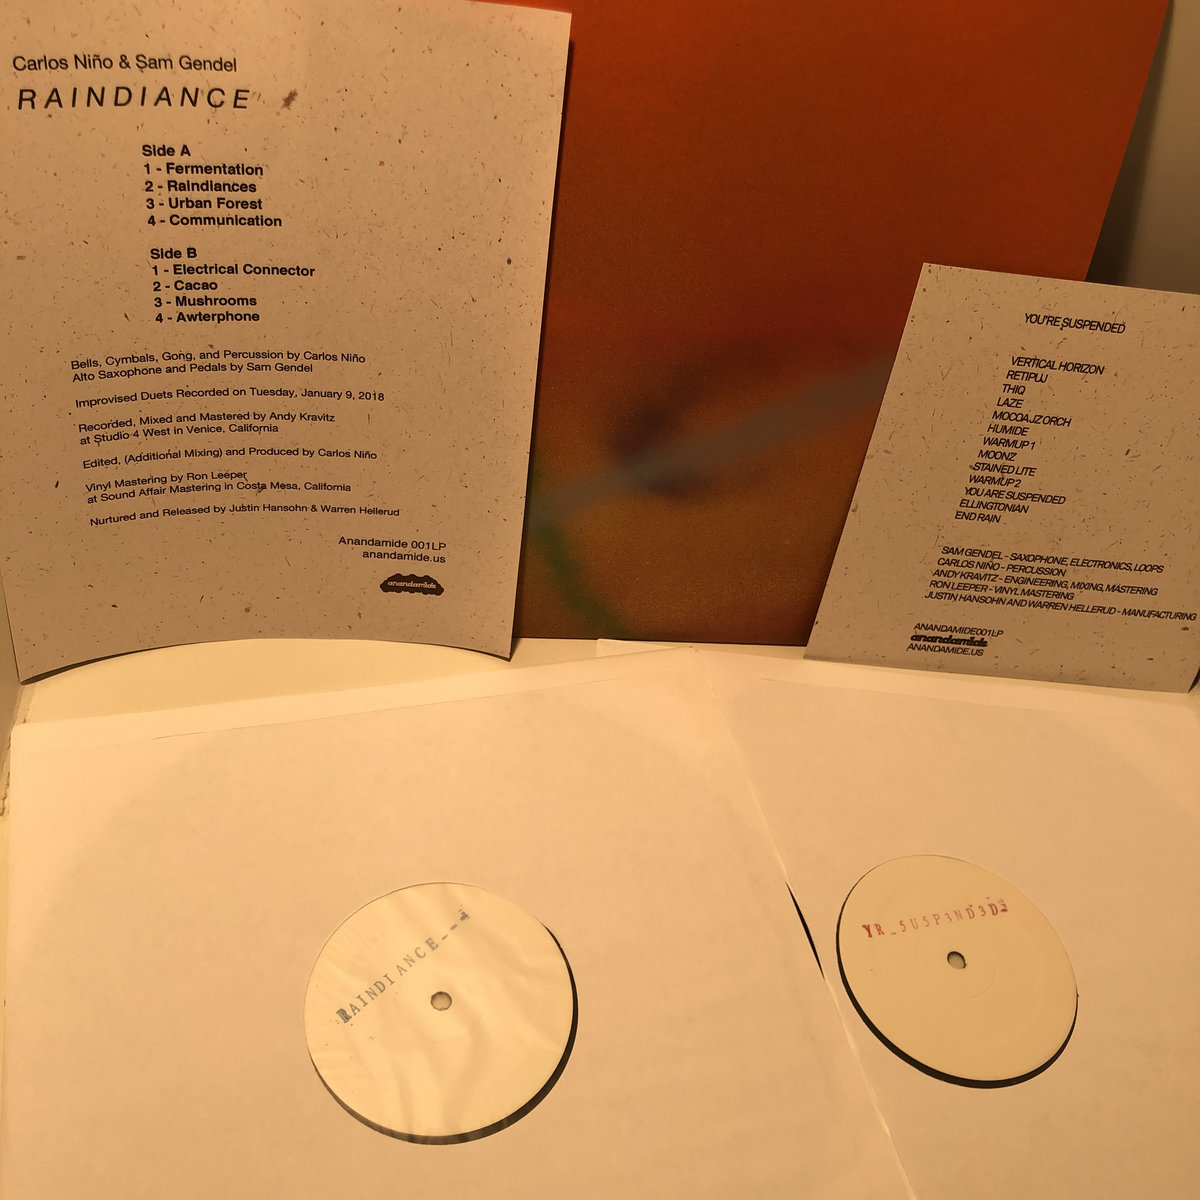 Carlos Niño & Sam Gendel
RAINDIANCE
Side A
1 - Fermentation
2 - Raindiances
3 - Urban Forest
4 - Communication
Side B
1 - Electrical Connector
2 - Cacao
3 - Mushrooms
4 - Awterphone
Bells, Cymbals, Gong, and Percussion by Carlos Niño
Alto Saxophone and Pedals by Sam Gendel
Improvised Duets Recorded on Tuesday, January 9, 2018
Recorded, Mixed and Mastered by Andy Kravitz
at Studio 4 West in Venice, California
Edited, (Additional Mixing) and Produced by Carlos Niño
Vinyl Mastering by Ron Leeper
at Sound Affair Mastering in Costa Mesa, California
Nurtured and Released by Justin Hansohn & Warren Hellerud
Anandamide 001LP
anandamide.us
anandamide
YOU'RE SUSPENDED
VERTICAL HORIZON
RETIPUJ
THIQ
LAZE
MOCOAJZ ORCH
HUMIDE
WARMUP 1
MOONZ
STAINED LITE
WARMUP 2
YOU ARE SUSPENDED
ELLINGTONIAN
END RAIN
SAM GENDEL - SAXOPHONE, ELECTRONICS, LOOPS
CARLOS NIÑO - PERCUSSION
ANDY KRAVITZ - ENGINEERING, MIXING, MASTERING
RON LEEPER - VINYL MASTERING
JUSTIN HANSOHN AND WARREN HELLERUD - MANUFACTURING
ANANDAMIDE001LP
anandamide
ANANDAMIDE.US
RAINDIANCE
YR_5U5P3ND3D